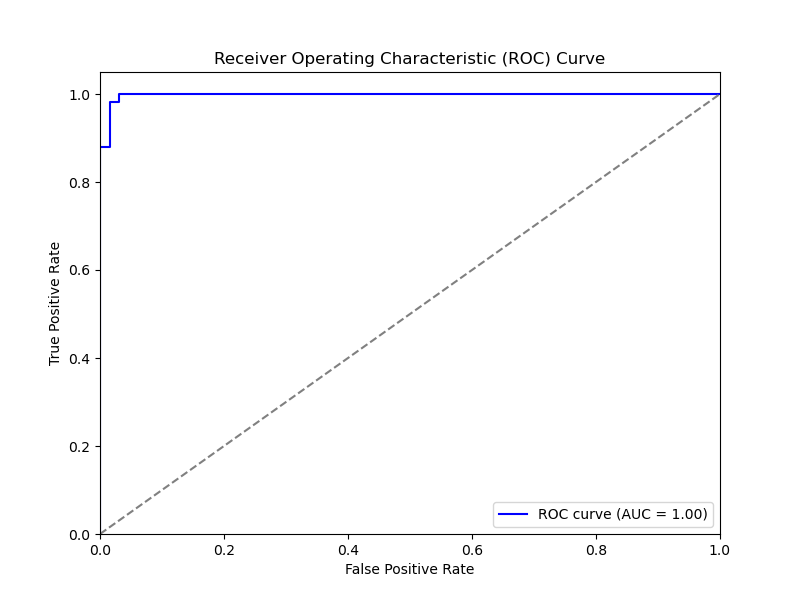 Receiver Operating Characteristic (ROC) Curve
1.0
0.8
0.6
0.4
0.2
0.0
True Positive Rate
ROC curve (AUC = 1.00)
0.0 0.2 0.4 0.6 0.8 1.0
False Positive Rate